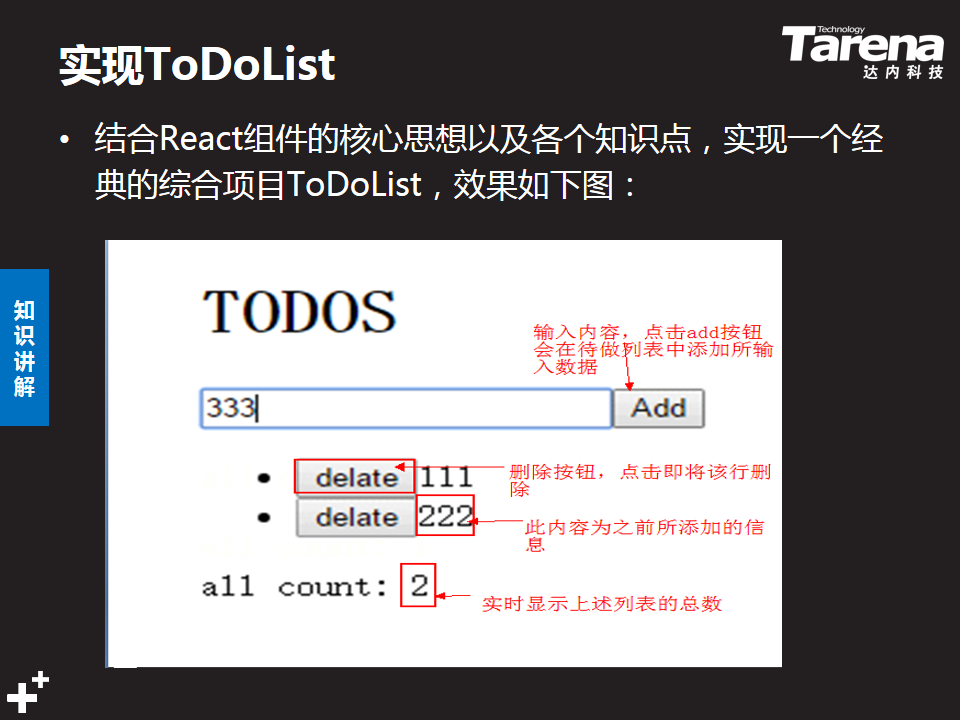 实现ToDoList
Technology
Tarena
达内科技
• 结合React组件的核心思想以及各个知识点，实现一个经
典的综合项目ToDoList，效果如下图：
知
识
讲
解
TODOS
输入内容，点击add按钮
会在待做列表中添加所输
入数据
333
Add
delate
111
删除按钮，点击即将该行删
除
delate
222
此内容为之前所添加的信
息
all count: 2
实时显示上述列表的总数